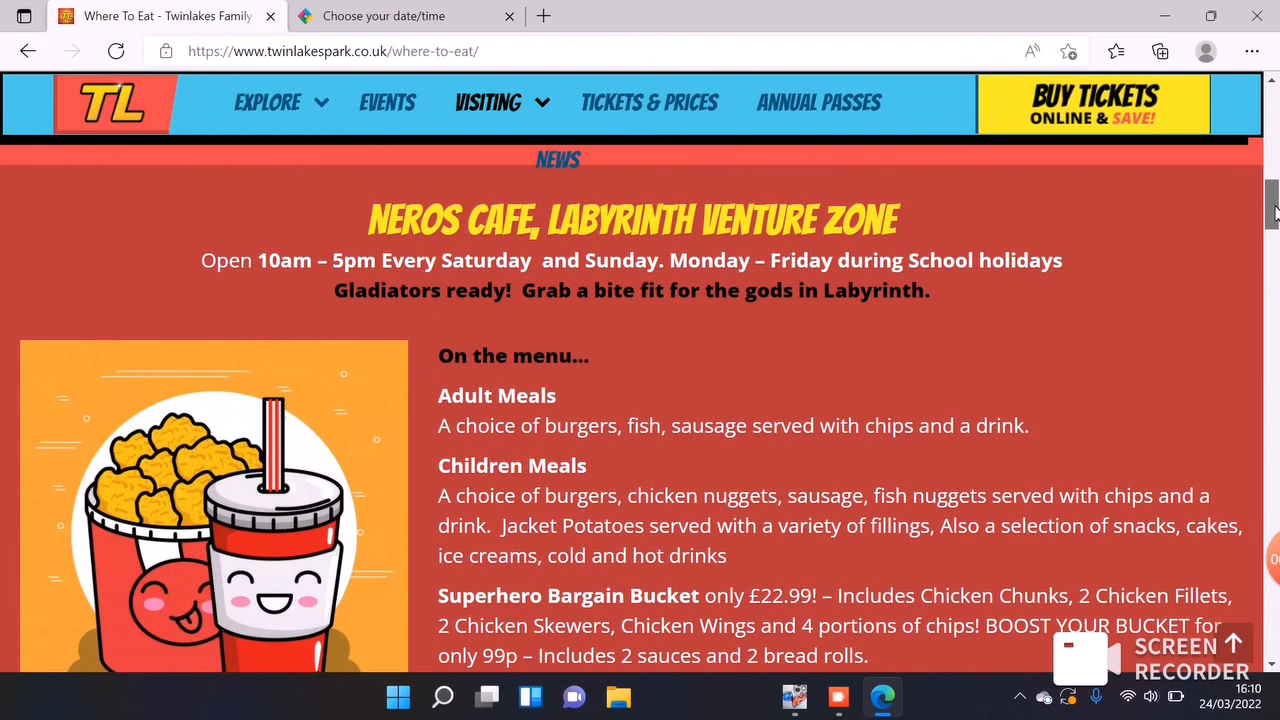 Where To Eat - Twinlakes Family
Choose your date/time
https://www.twinlakespark.co.uk/where-to-eat/
TL
EXPLORE
EVENTS
VISITING
TICKETS & PRICES
ANNUAL PASSES
BUY TICKETS
ONLINE & SAVE!
NEWS
NEROS CAFE, LABYRINTH VENTURE ZONE
Open 10am – 5pm Every Saturday and Sunday. Monday – Friday during School holidays
Gladiators ready! Grab a bite fit for the gods in Labyrinth.
On the menu...
Adult Meals
A choice of burgers, fish, sausage served with chips and a drink.
Children Meals
A choice of burgers, chicken nuggets, sausage, fish nuggets served with chips and a
drink. Jacket Potatoes served with a variety of fillings, Also a selection of snacks, cakes,
ice creams, cold and hot drinks
Superhero Bargain Bucket only £22.99! – Includes Chicken Chunks, 2 Chicken Fillets,
2 Chicken Skewers, Chicken Wings and 4 portions of chips! BOOST YOUR BUCKET for
only 99p – Includes 2 sauces and 2 bread rolls.
SCREEN
RECORDER
16:10
24/03/2022